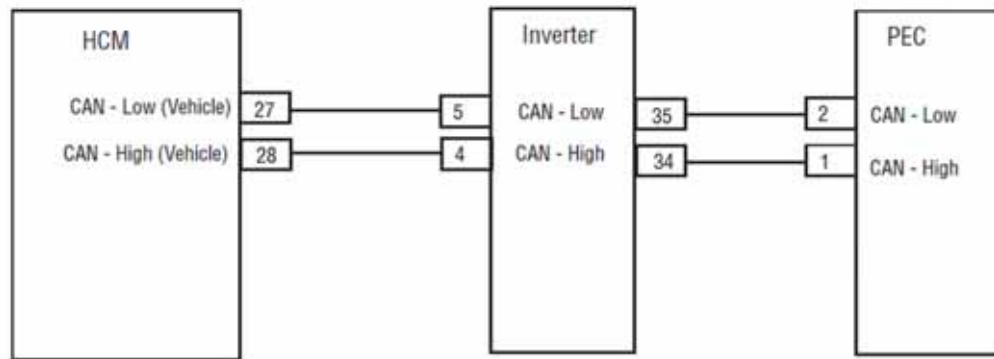 HCM
Inverter
PEC
CAN - Low (Vehicle) 27 5 CAN - Low 35 2 CAN - Low
CAN - High (Vehicle) 28 4 CAN - High 34 1 CAN - High